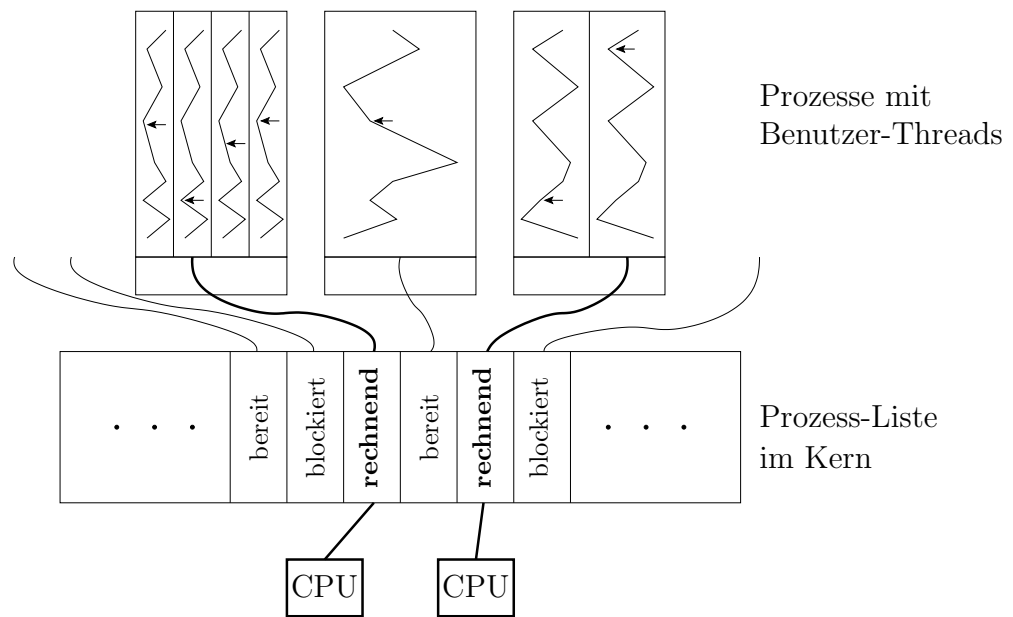 Prozesse mit
Benutzer-Threads
bereit
blockiert
rechnend
bereit
rechnend
blockiert
Prozess-Liste
im Kern
CPU
CPU